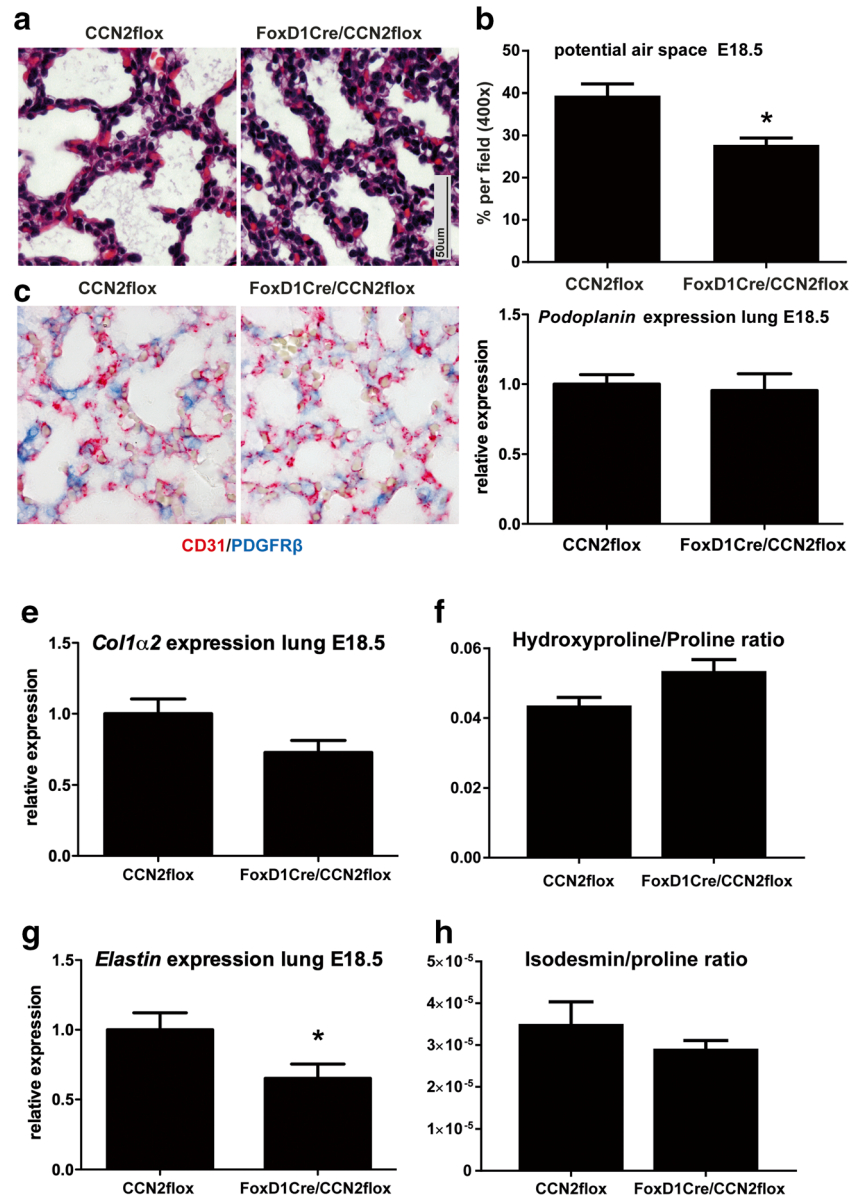 a
CCN2flox
FoxD1Cre/CCN2flox
50um
b
potential air space E18.5
% per field (400x)
50
40
30
20
10
0
*
CCN2flox
FoxD1Cre/CCN2flox
c
CCN2flox
FoxD1Cre/CCN2flox
CD31/PDGFRβ
Podoplanin expression lung E18.5
relative expression
1.5
1.0
0.5
0.0
CCN2flox
FoxD1Cre/CCN2flox
e
Col1α2 expression lung E18.5
relative expression
1.5
1.0
0.5
0.0
CCN2flox
FoxD1Cre/CCN2flox
f
Hydroxyproline/Proline ratio
0.06
0.04
0.02
0.00
CCN2flox
FoxD1Cre/CCN2flox
g
Elastin expression lung E18.5
relative expression
1.5
1.0
0.5
0.0
*
CCN2flox
FoxD1Cre/CCN2flox
h
Isodesmin/proline ratio
5×10-5
4×10-5
3×10-5
2×10-5
1×10-5
0
CCN2flox
FoxD1Cre/CCN2flox